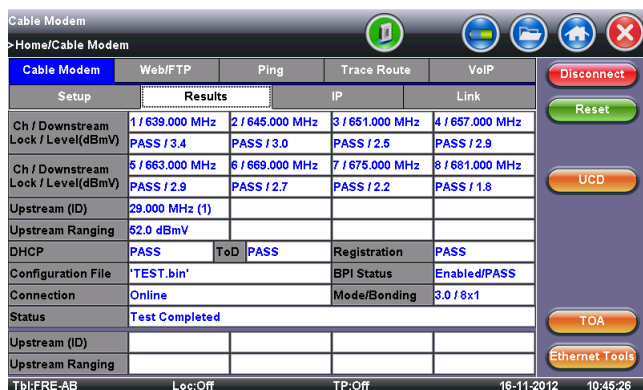 Cable Modem
>Home/Cable Modem
Cable Modem Web/FTP Ping Trace Route VoIP
Disconnect
Setup Results IP Link
Reset
Ch / Downstream 1 / 639.000 MHz 2 / 645.000 MHz 3 / 651.000 MHz 4 / 657.000 MHz
Lock / Level(dBmV) PASS / 3.4 PASS / 3.0 PASS / 2.5 PASS / 2.9
Ch / Downstream 5 / 663.000 MHz 6 / 669.000 MHz 7 / 675.000 MHz 8 / 681.000 MHz
Lock / Level(dBmV) PASS / 2.9 PASS / 2.7 PASS / 2.2 PASS / 1.8
UCD
Upstream (ID) 29.000 MHz (1)
Upstream Ranging 52.0 dBmV
DHCP PASS ToD PASS Registration PASS
Configuration File 'TEST.bin' BPI Status Enabled/PASS
Connection Online Mode/Bonding 3.0 / 8x1
Status Test Completed
TOA
Upstream (ID)
Upstream Ranging
Ethernet Tools
Tbl:FRE-AB Loc:Off TP:Off 16-11-2012 10:45:26